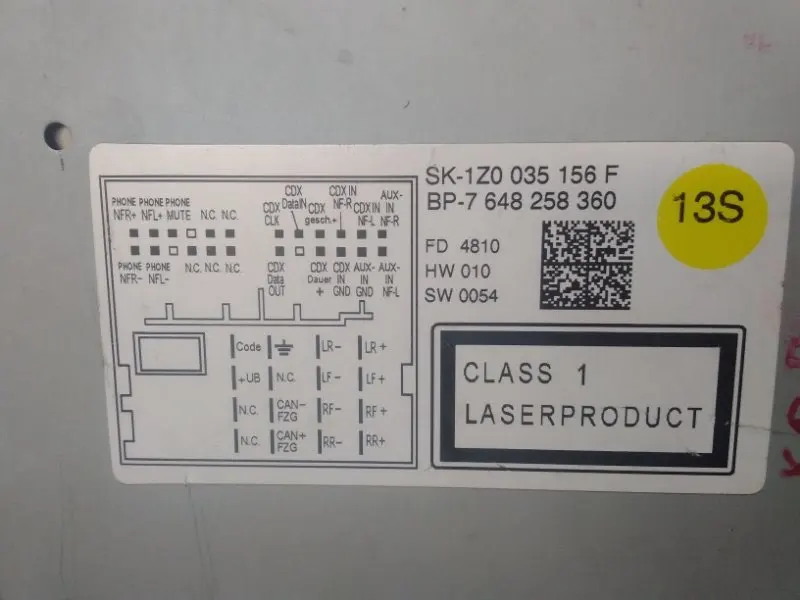 SK-1Z0 035 156 F
BP-7 648 258 360
13S
FD 4810
HW 010
SW 0054
CLASS 1
LASERPRODUCT
PHONE PHONE PHONE
NFR+ NFL+ MUTE N.C. N.C.
CDX CLK
CDX DataIN
gesch.+
CDX IN NF-R
CDX IN NF-L
AUX-IN NF-R
PHONE PHONE
NFR- NFL- N.C. N.C. N.C.
CDX Data OUT
CDX Dauer +
CDX IN GND
AUX-IN GND
AUX-IN NF-L
Code LR- LR+
+UB N.C. LF- LF+
N.C. CAN- FZG RF- RF+
N.C. CAN+ FZG RR- RR+